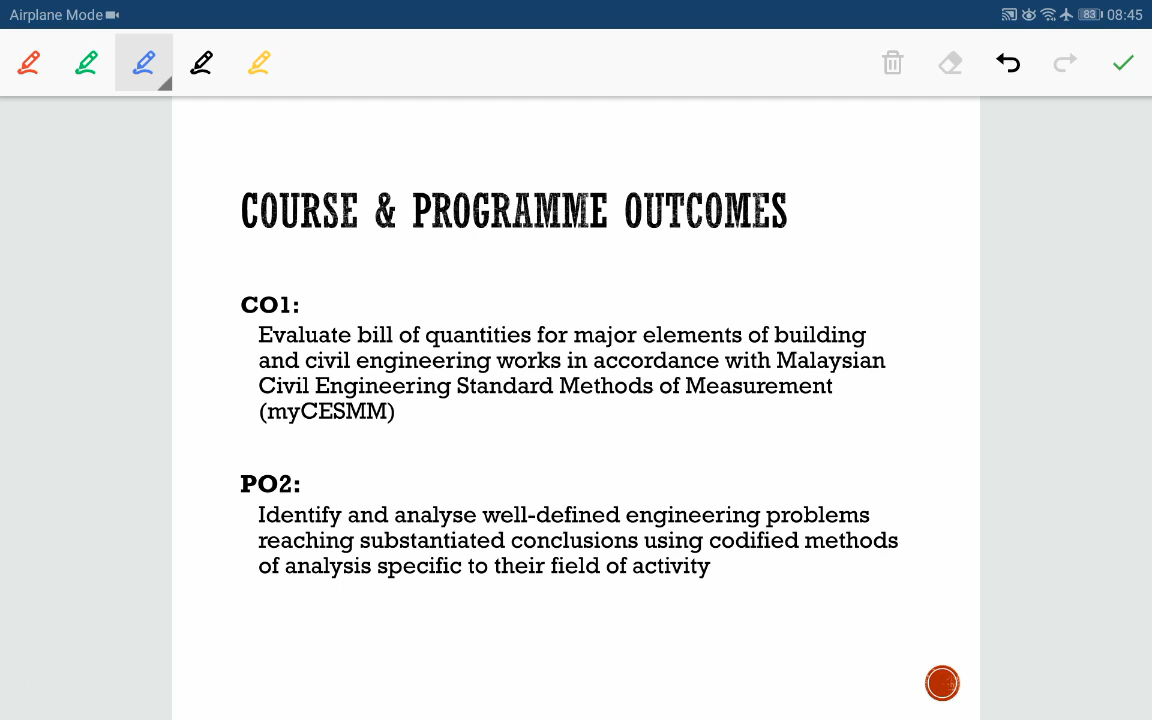 Airplane Mode
83 08:45
COURSE & PROGRAMME OUTCOMES
CO1:
Evaluate bill of quantities for major elements of building
and civil engineering works in accordance with Malaysian
Civil Engineering Standard Methods of Measurement
(myCESMM)
PO2:
Identify and analyse well-defined engineering problems
reaching substantiated conclusions using codified methods
of analysis specific to their field of activity